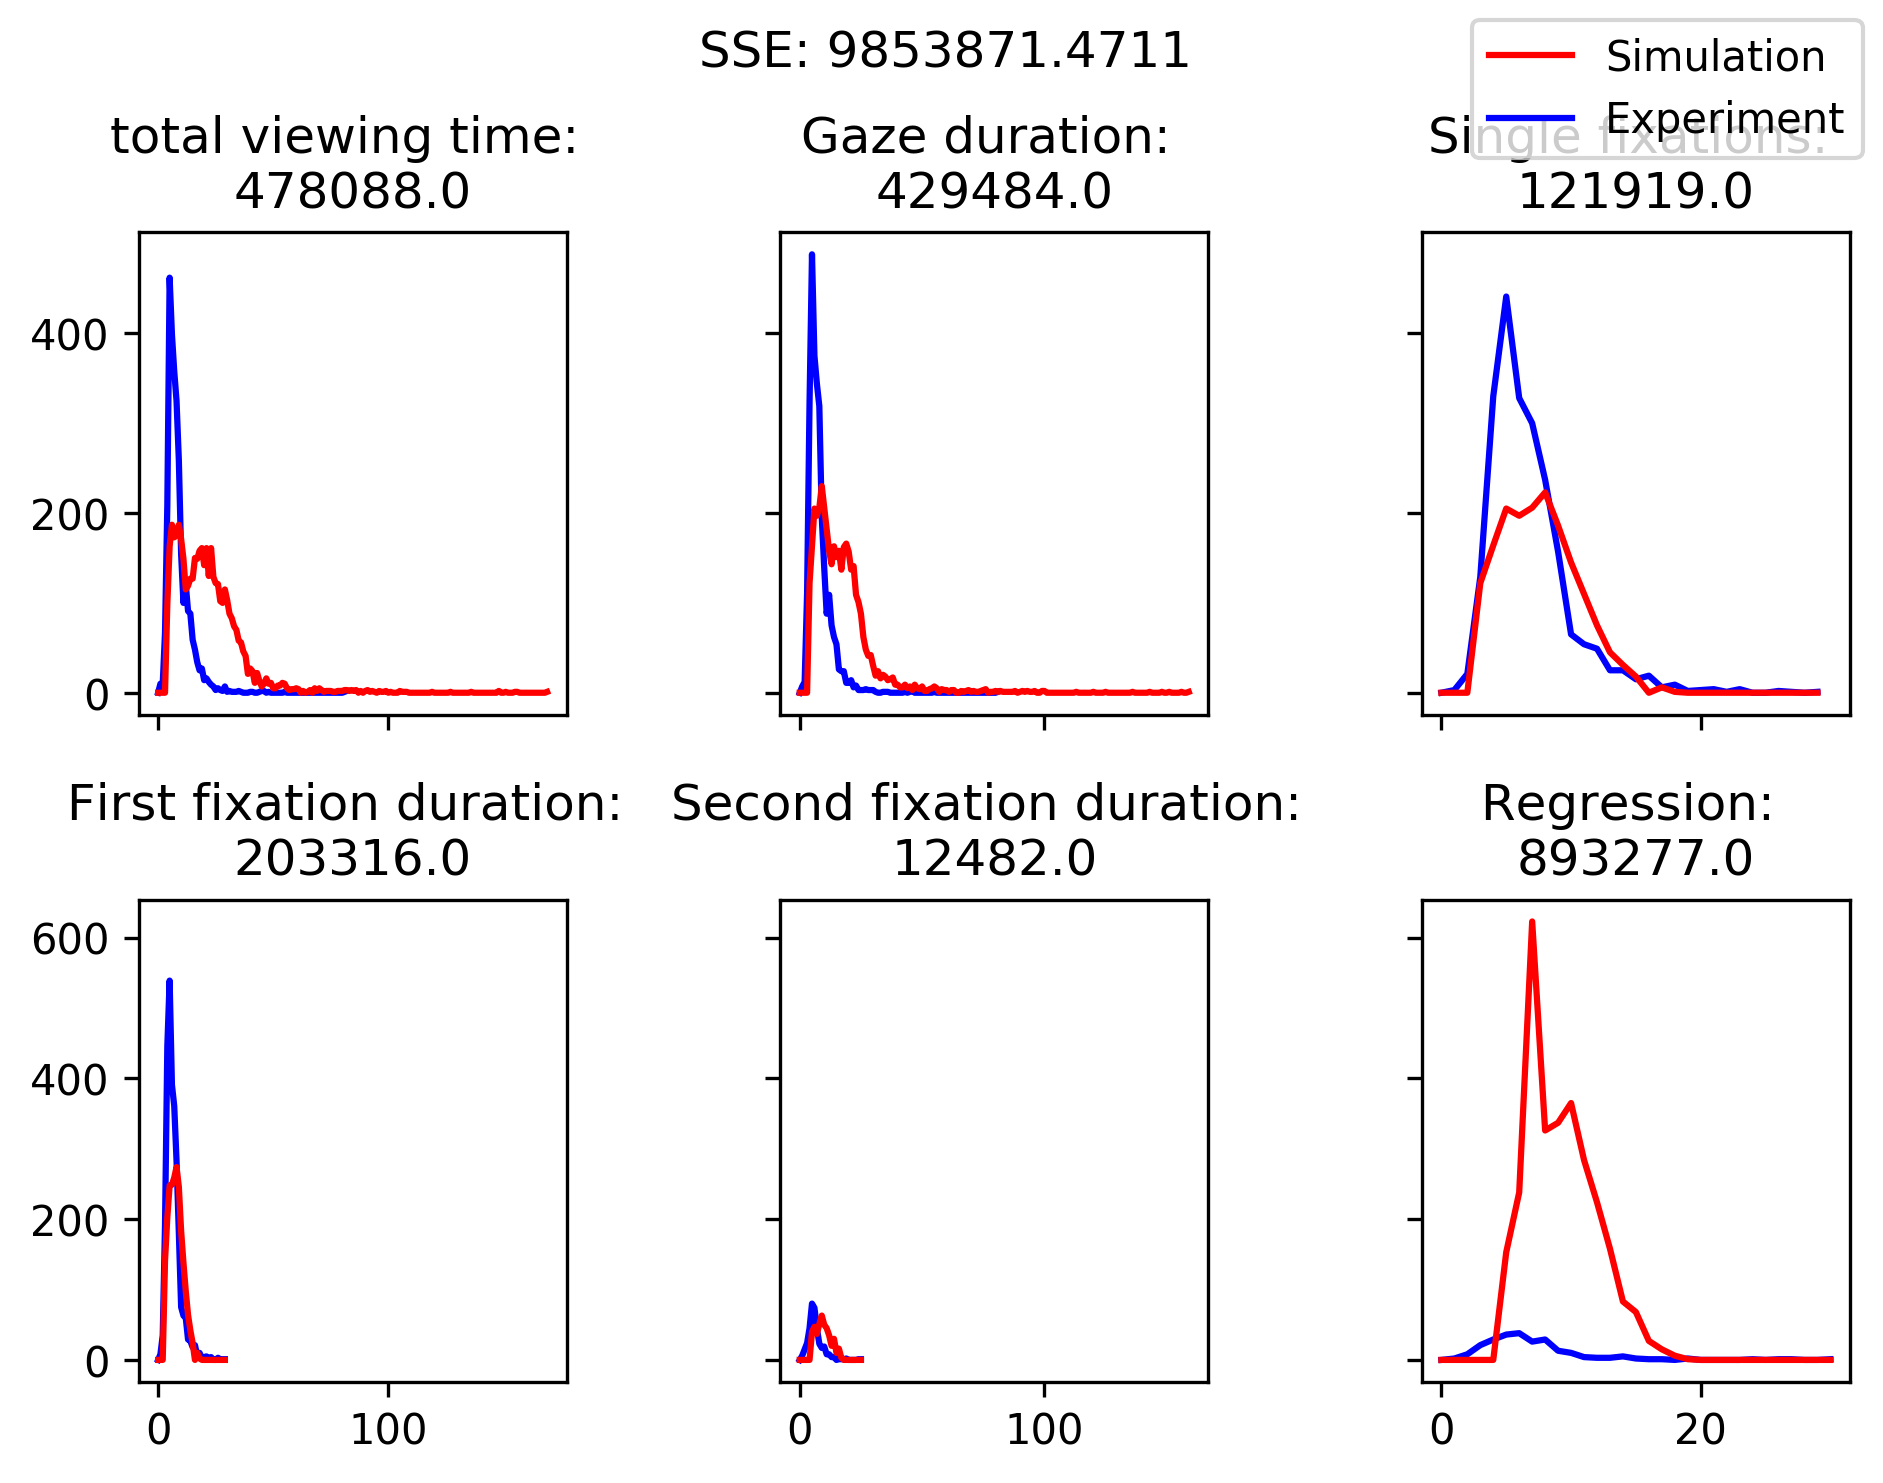 SSE: 9853871.4711
Simulation
Experiment
total viewing time:
478088.0
Gaze duration:
429484.0
Single fixations:
121919.0
400
200
0
First fixation duration:
203316.0
Second fixation duration:
12482.0
Regression:
893277.0
600
400
200
0
0
100
0
100
0
20